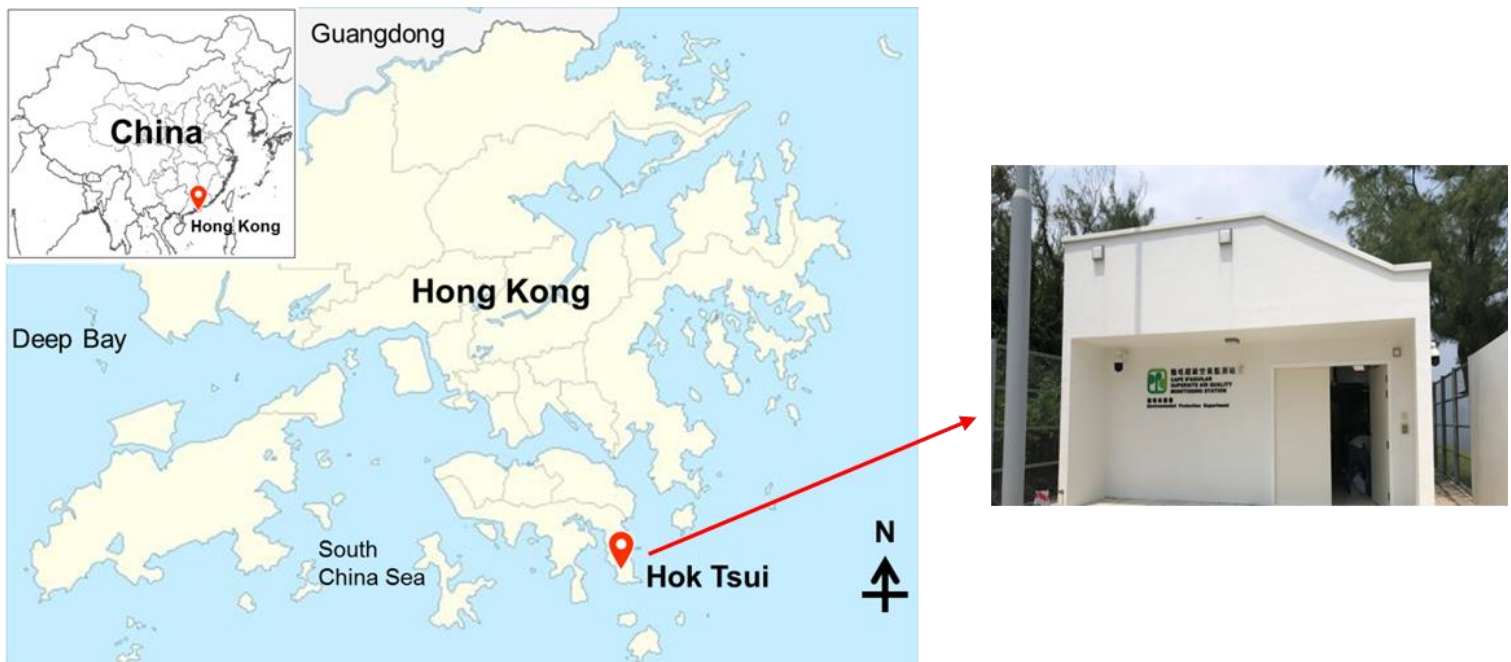 Guangdong
China
Hong Kong
Hong Kong
Deep Bay
South
China Sea
Hok Tsui
N
CAPE D'AGUILAR
SUPERSITE AIR QUALITY
MONITORING STATION
Environmental Protection Department